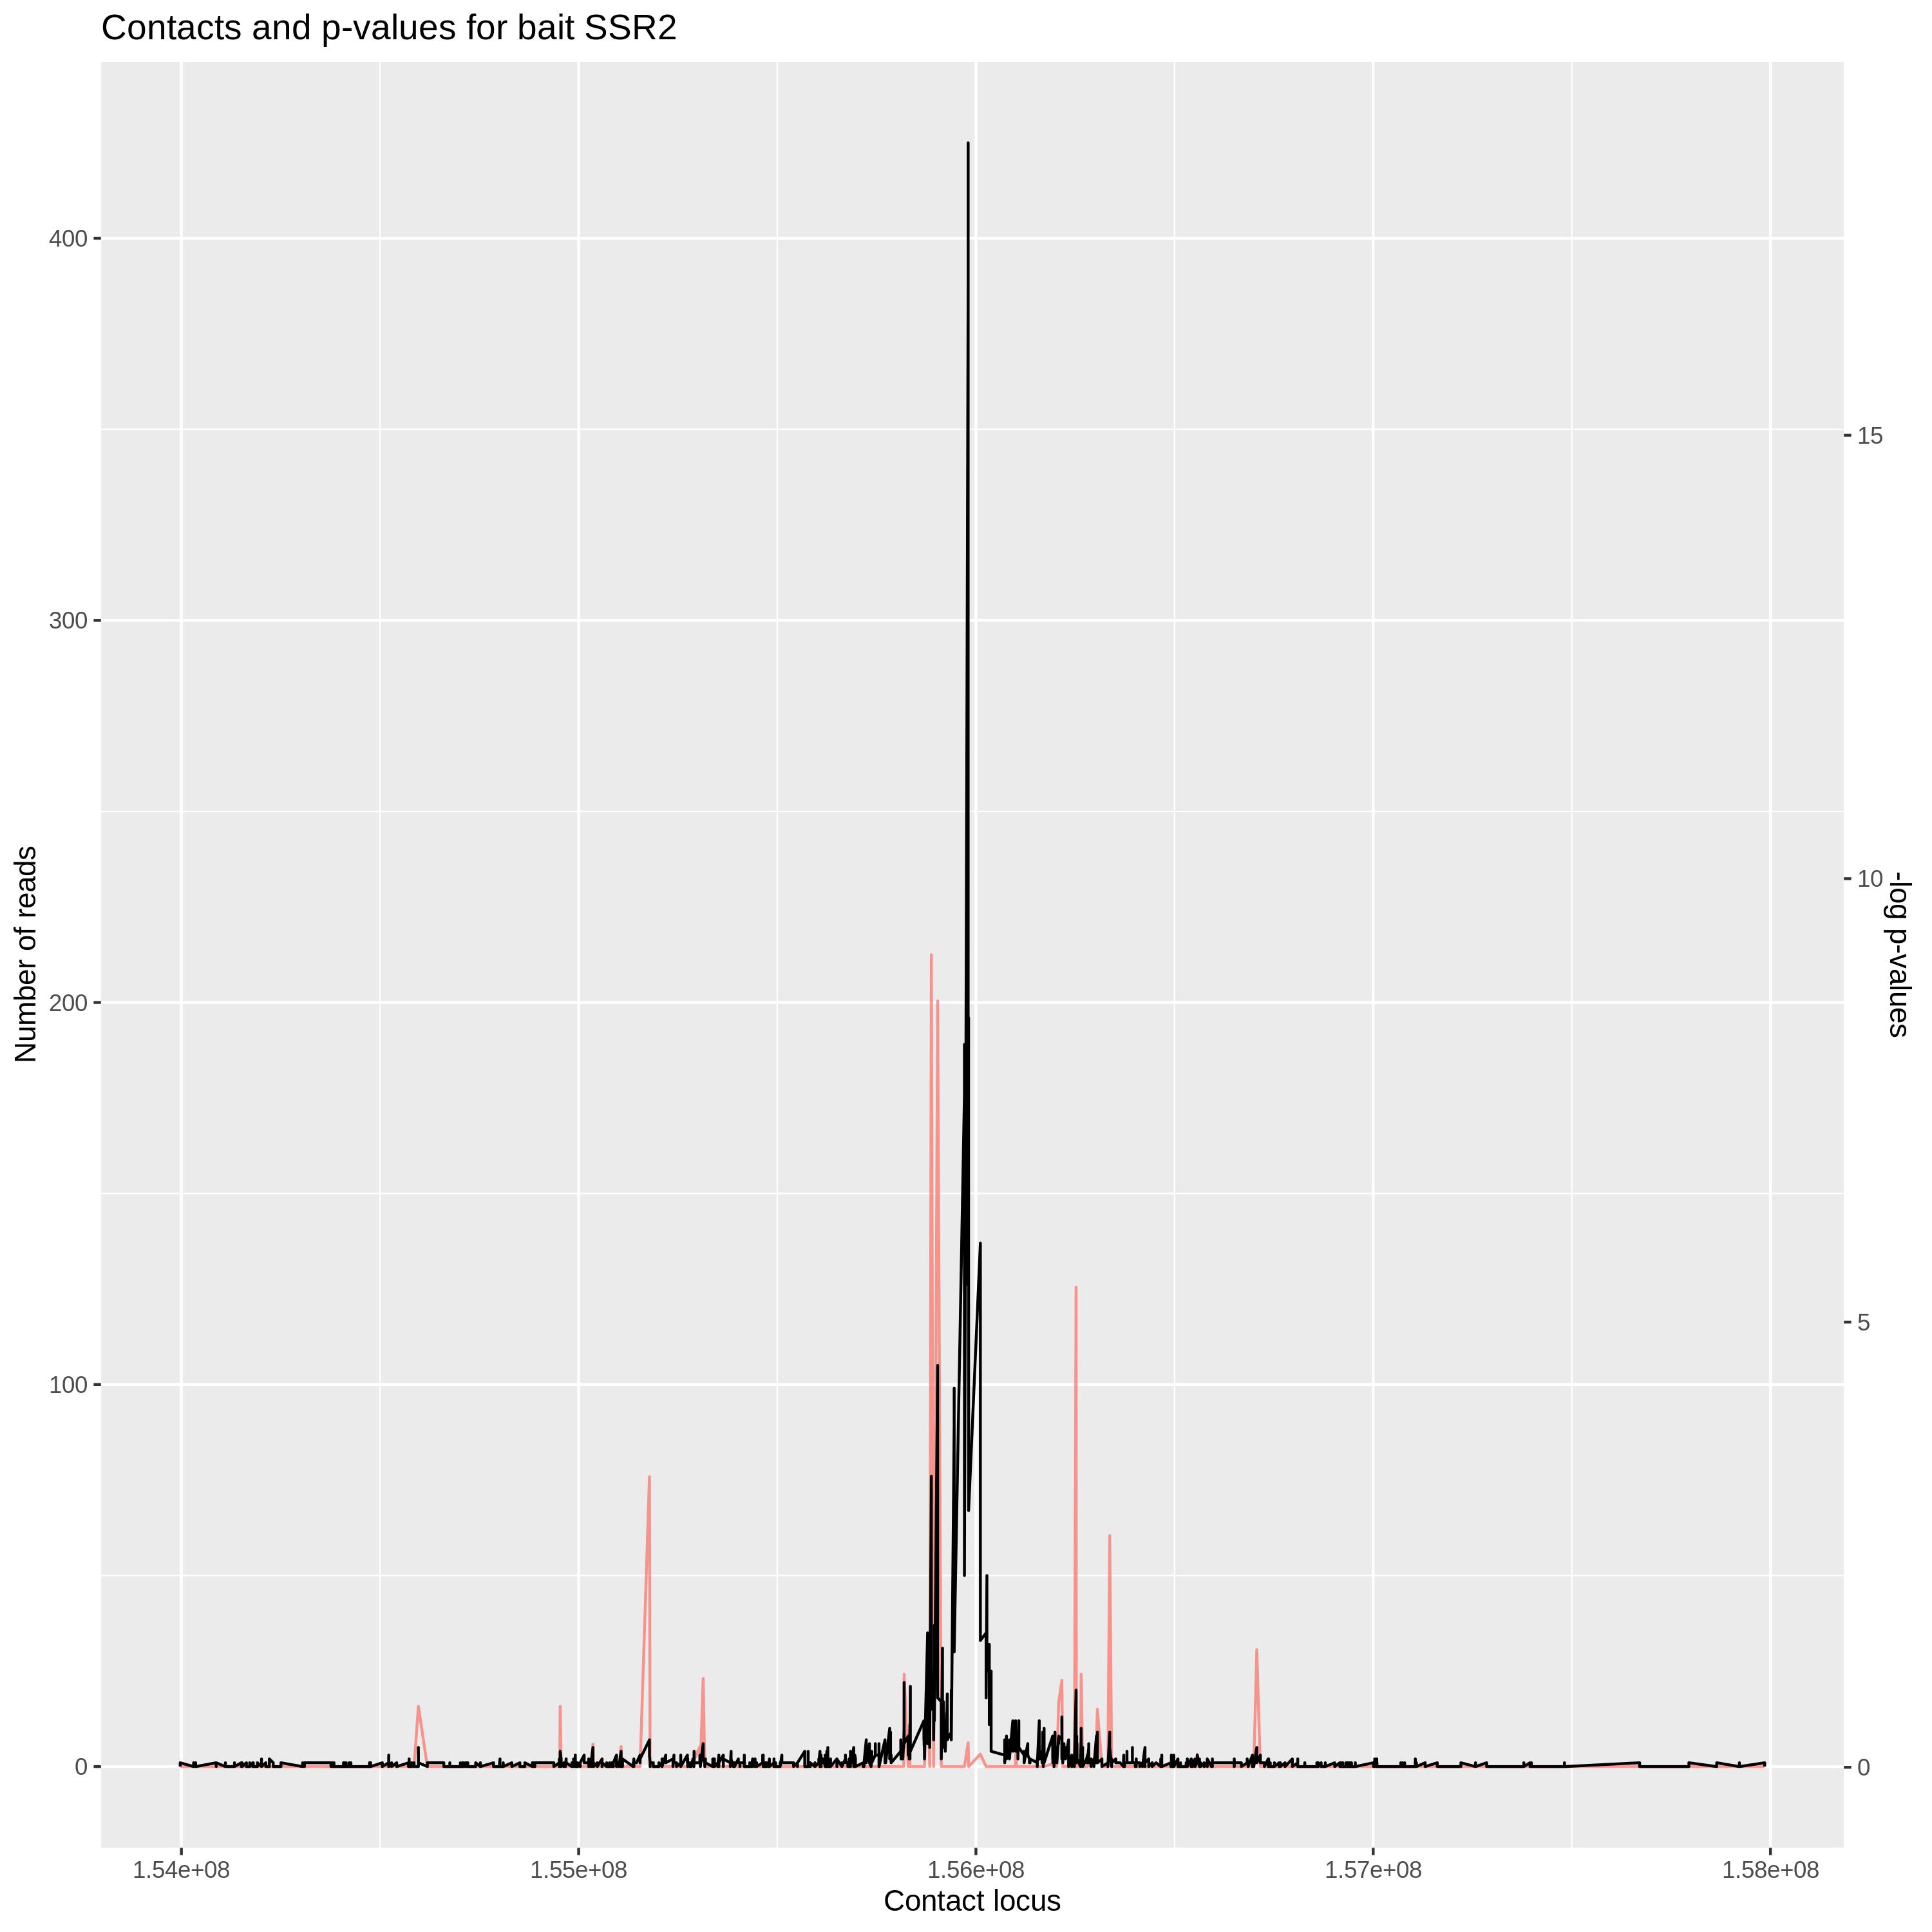 Contacts and p-values for bait SSR2
400
300
200
100
0
Number of reads
15
10
5
0
-log p-values
1.54e+08 1.55e+08 1.56e+08 1.57e+08 1.58e+08
Contact locus